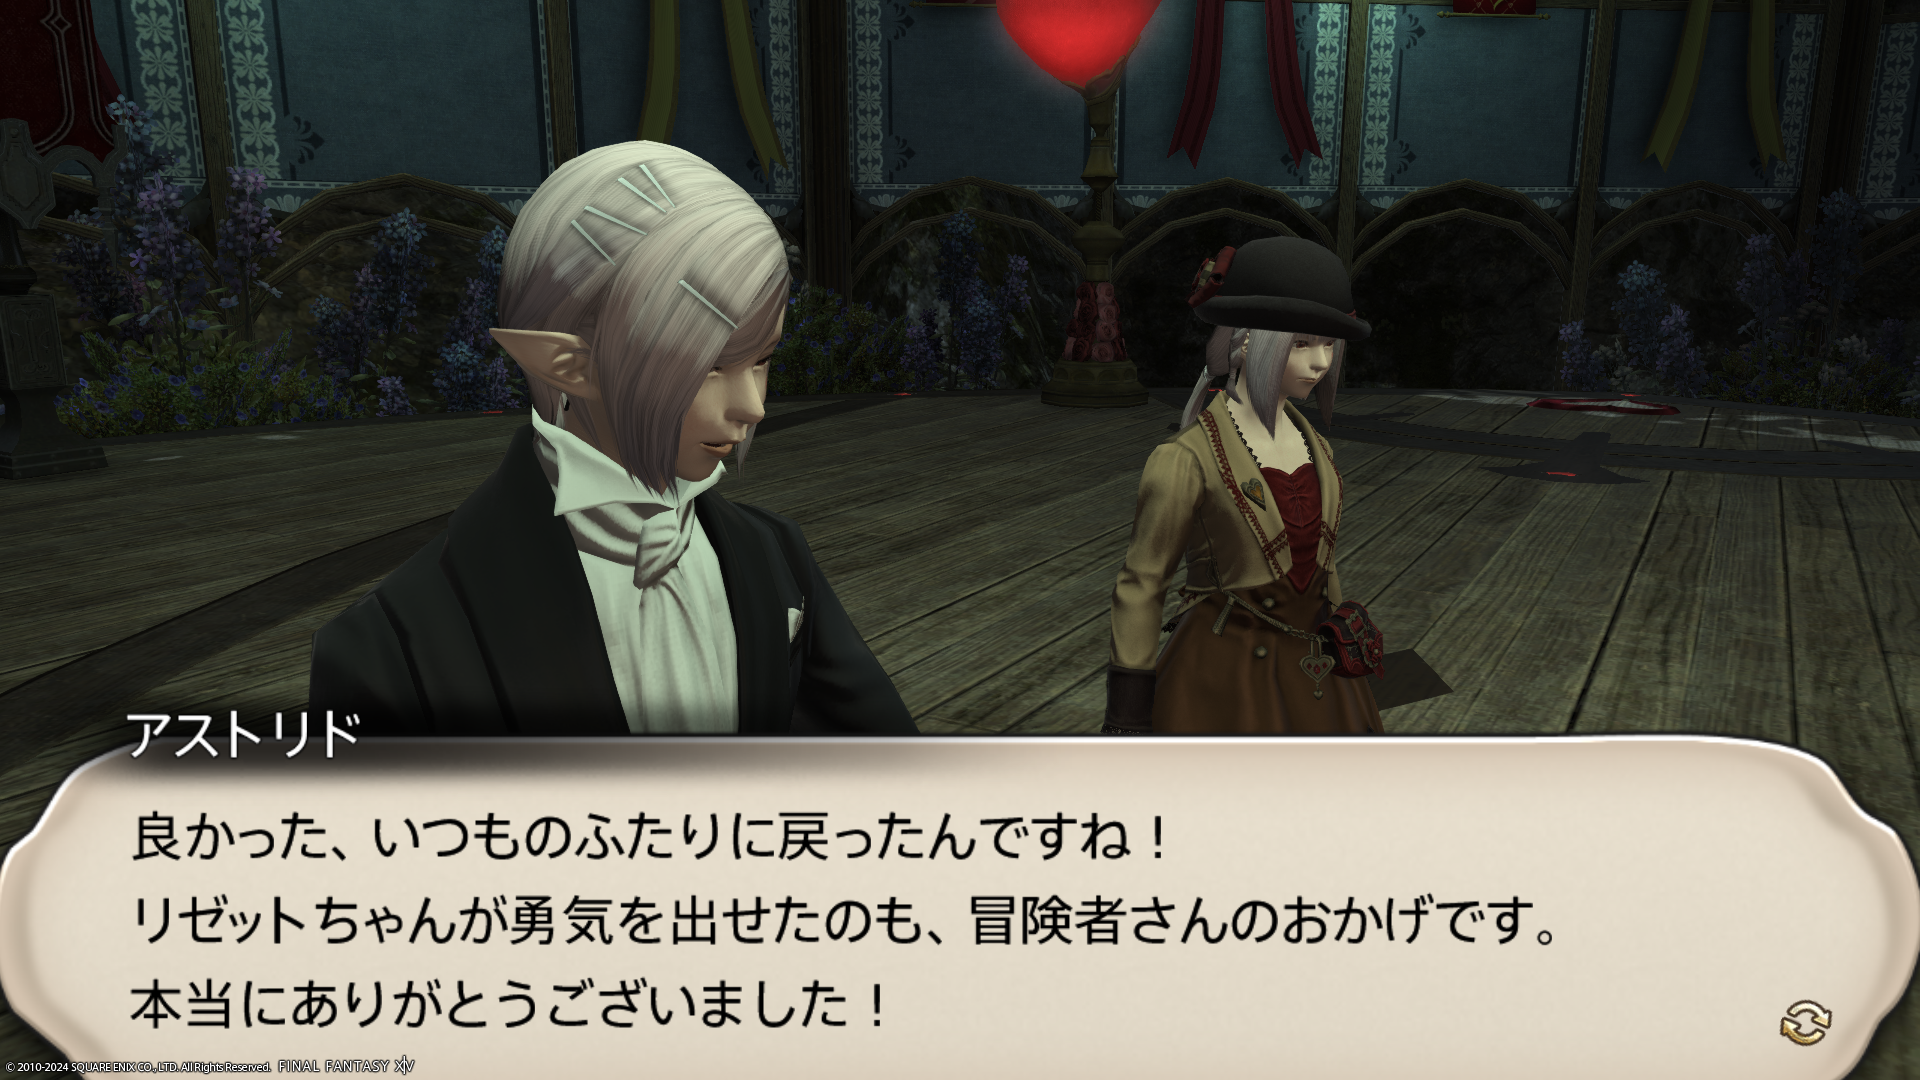 アストリド
良かった、いつものふたりに戻ったんですね！
リゼットちゃんが勇気を出せたのも、冒険者さんのおかげです。
本当にありがとうございました！
© 2010-2024 SQUARE ENIX CO., LTD. All Rights Reserved. FINAL FANTASY XIV